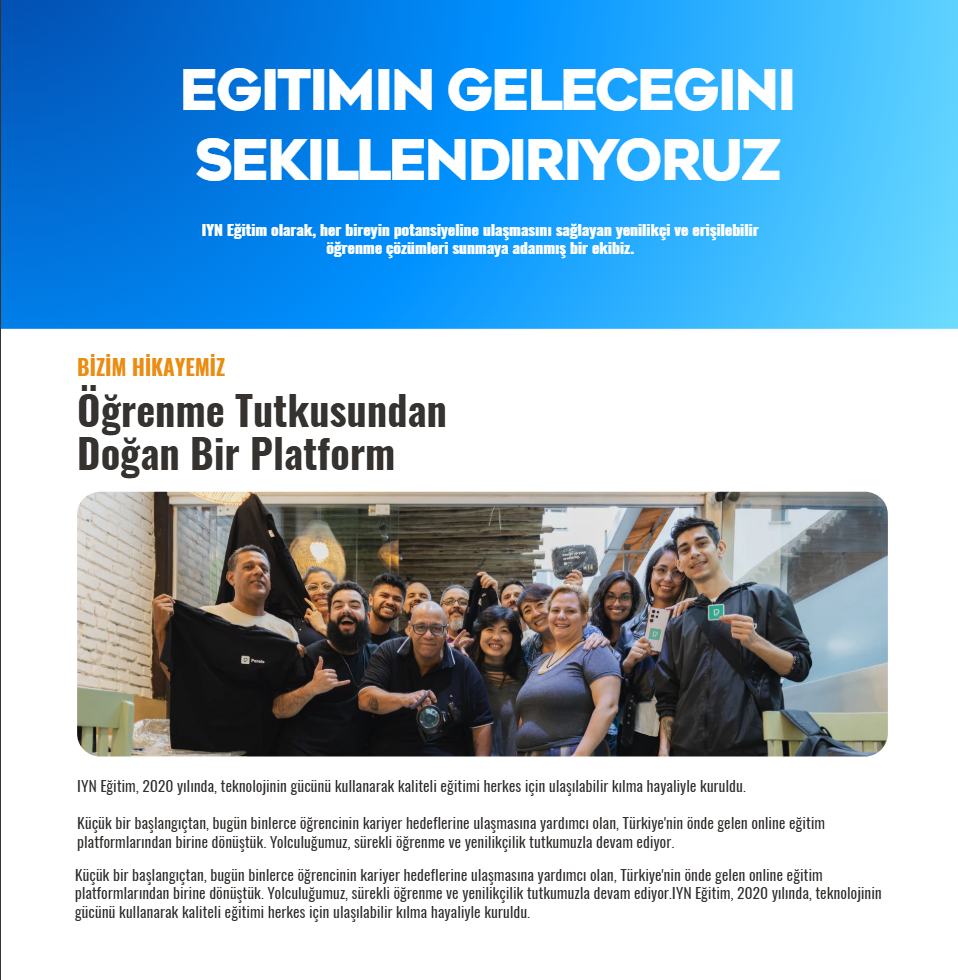 EGITIMIN GELECEGINI
SEKILLENDIRIYORUZ
IYN Eğitim olarak, her bireyin potansiyeline ulaşmasını sağlayan yenilikçi ve erişilebilir
öğrenme çözümleri sunmaya adanmış bir ekibiz.
BİZİM HİKAYEMİZ
Öğrenme Tutkusundan
Doğan Bir Platform
IYN Eğitim, 2020 yılında, teknolojinin gücünü kullanarak kaliteli eğitimi herkes için ulaşılabilir kılma hayaliyle kuruldu.
Küçük bir başlangıçtan, bugün binlerce öğrencinin kariyer hedeflerine ulaşmasına yardımcı olan, Türkiye'nin önde gelen online eğitim
platformlarından birine dönüştük. Yolculuğumuz, sürekli öğrenme ve yenilikçilik tutkumuzla devam ediyor.
Küçük bir başlangıçtan, bugün binlerce öğrencinin kariyer hedeflerine ulaşmasına yardımcı olan, Türkiye'nin önde gelen online eğitim
platformlarından birine dönüştük. Yolculuğumuz, sürekli öğrenme ve yenilikçilik tutkumuzla devam ediyor.IYN Eğitim, 2020 yılında, teknolojinin
gücünü kullanarak kaliteli eğitimi herkes için ulaşılabilir kılma hayaliyle kuruldu.